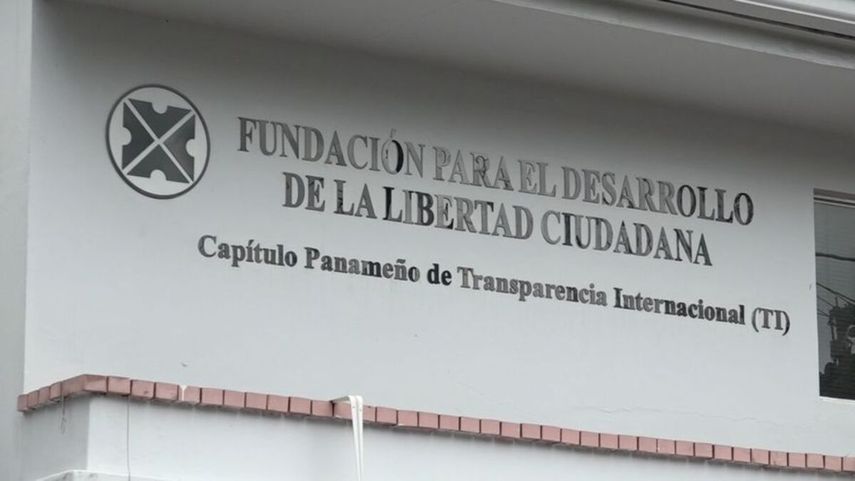 FUNDACIÓN PARA EL DESARROLLO
DE LA LIBERTAD CIUDADANA
Capítulo Panameño de Transparencia Internacional (TI)